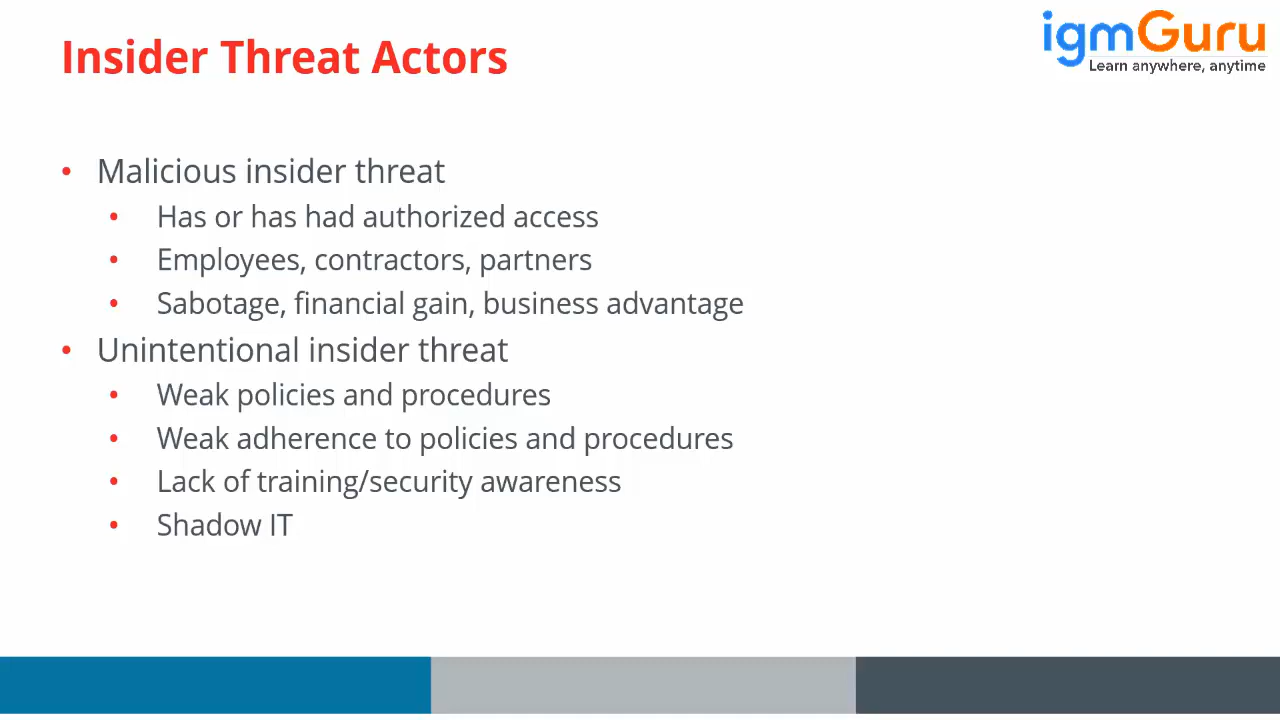 Insider Threat Actors
igmGuru
Learn anywhere, anytime
• Malicious insider threat
• Has or has had authorized access
• Employees, contractors, partners
• Sabotage, financial gain, business advantage
• Unintentional insider threat
• Weak policies and procedures
• Weak adherence to policies and procedures
• Lack of training/security awareness
• Shadow IT